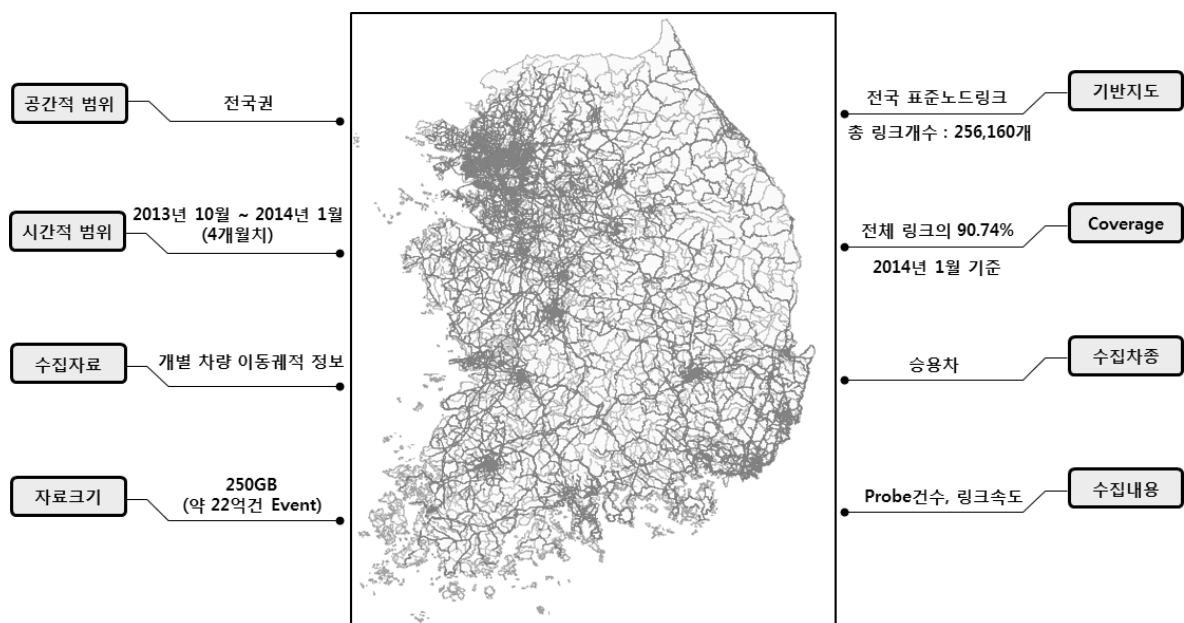 공간적 범위
전국권
시간적 범위
2013년 10월 ~ 2014년 1월
(4개월치)
수집자료
개별 차량 이동궤적 정보
자료크기
250GB
(약 22억건 Event)
전국 표준노드링크
총 링크개수 : 256,160개
기반지도
전체 링크의 90.74%
2014년 1월 기준
Coverage
승용차
수집차종
Probe건수, 링크속도
수집내용